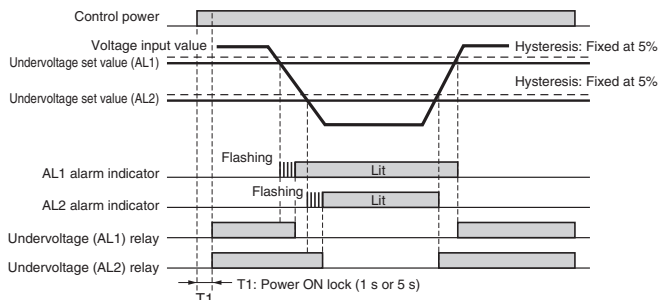 Control power
Voltage input value
Hysteresis: Fixed at 5%
Undervoltage set value (AL1)
Hysteresis: Fixed at 5%
Undervoltage set value (AL2)
Flashing
Lit
AL1 alarm indicator
Flashing
Lit
AL2 alarm indicator
Undervoltage (AL1) relay
Undervoltage (AL2) relay
T1: Power ON lock (1 s or 5 s)
T1